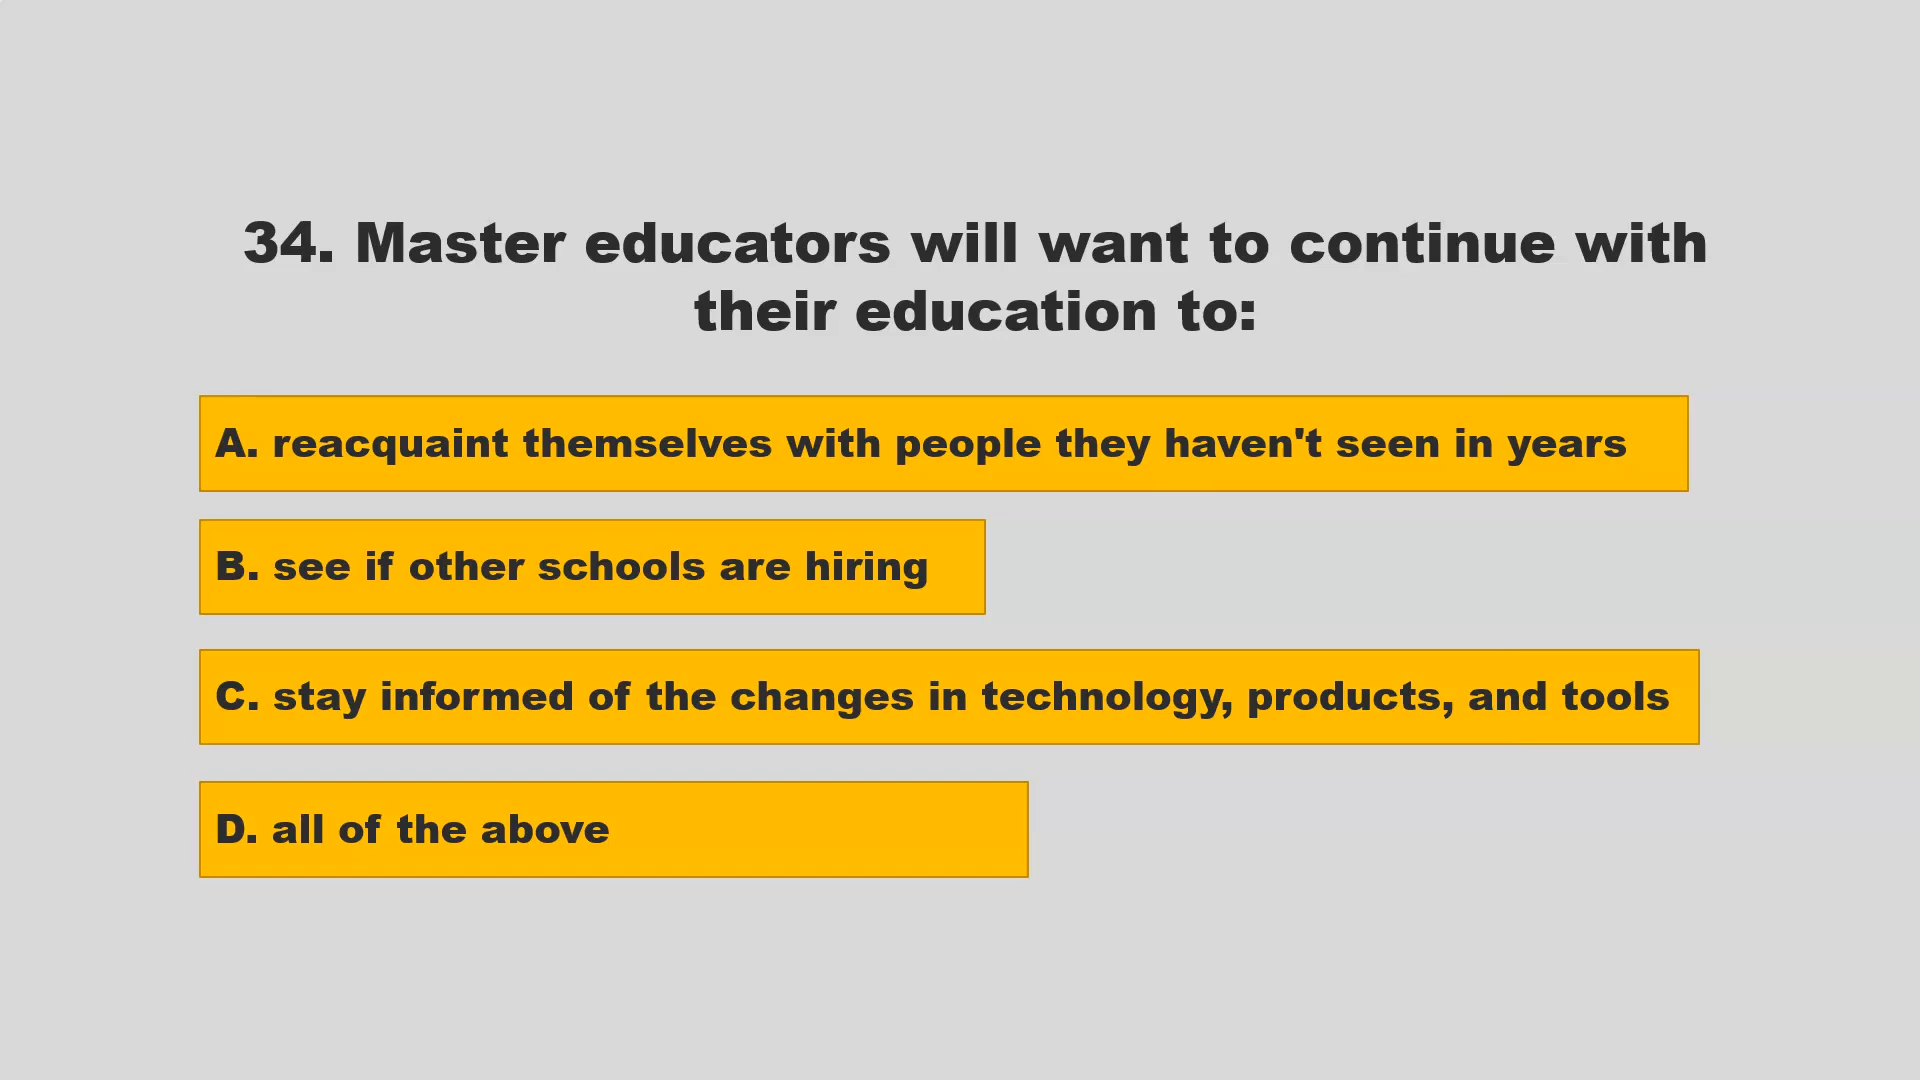 34. Master educators will want to continue with
their education to:
A. reacquaint themselves with people they haven't seen in years
B. see if other schools are hiring
C. stay informed of the changes in technology, products, and tools
D. all of the above